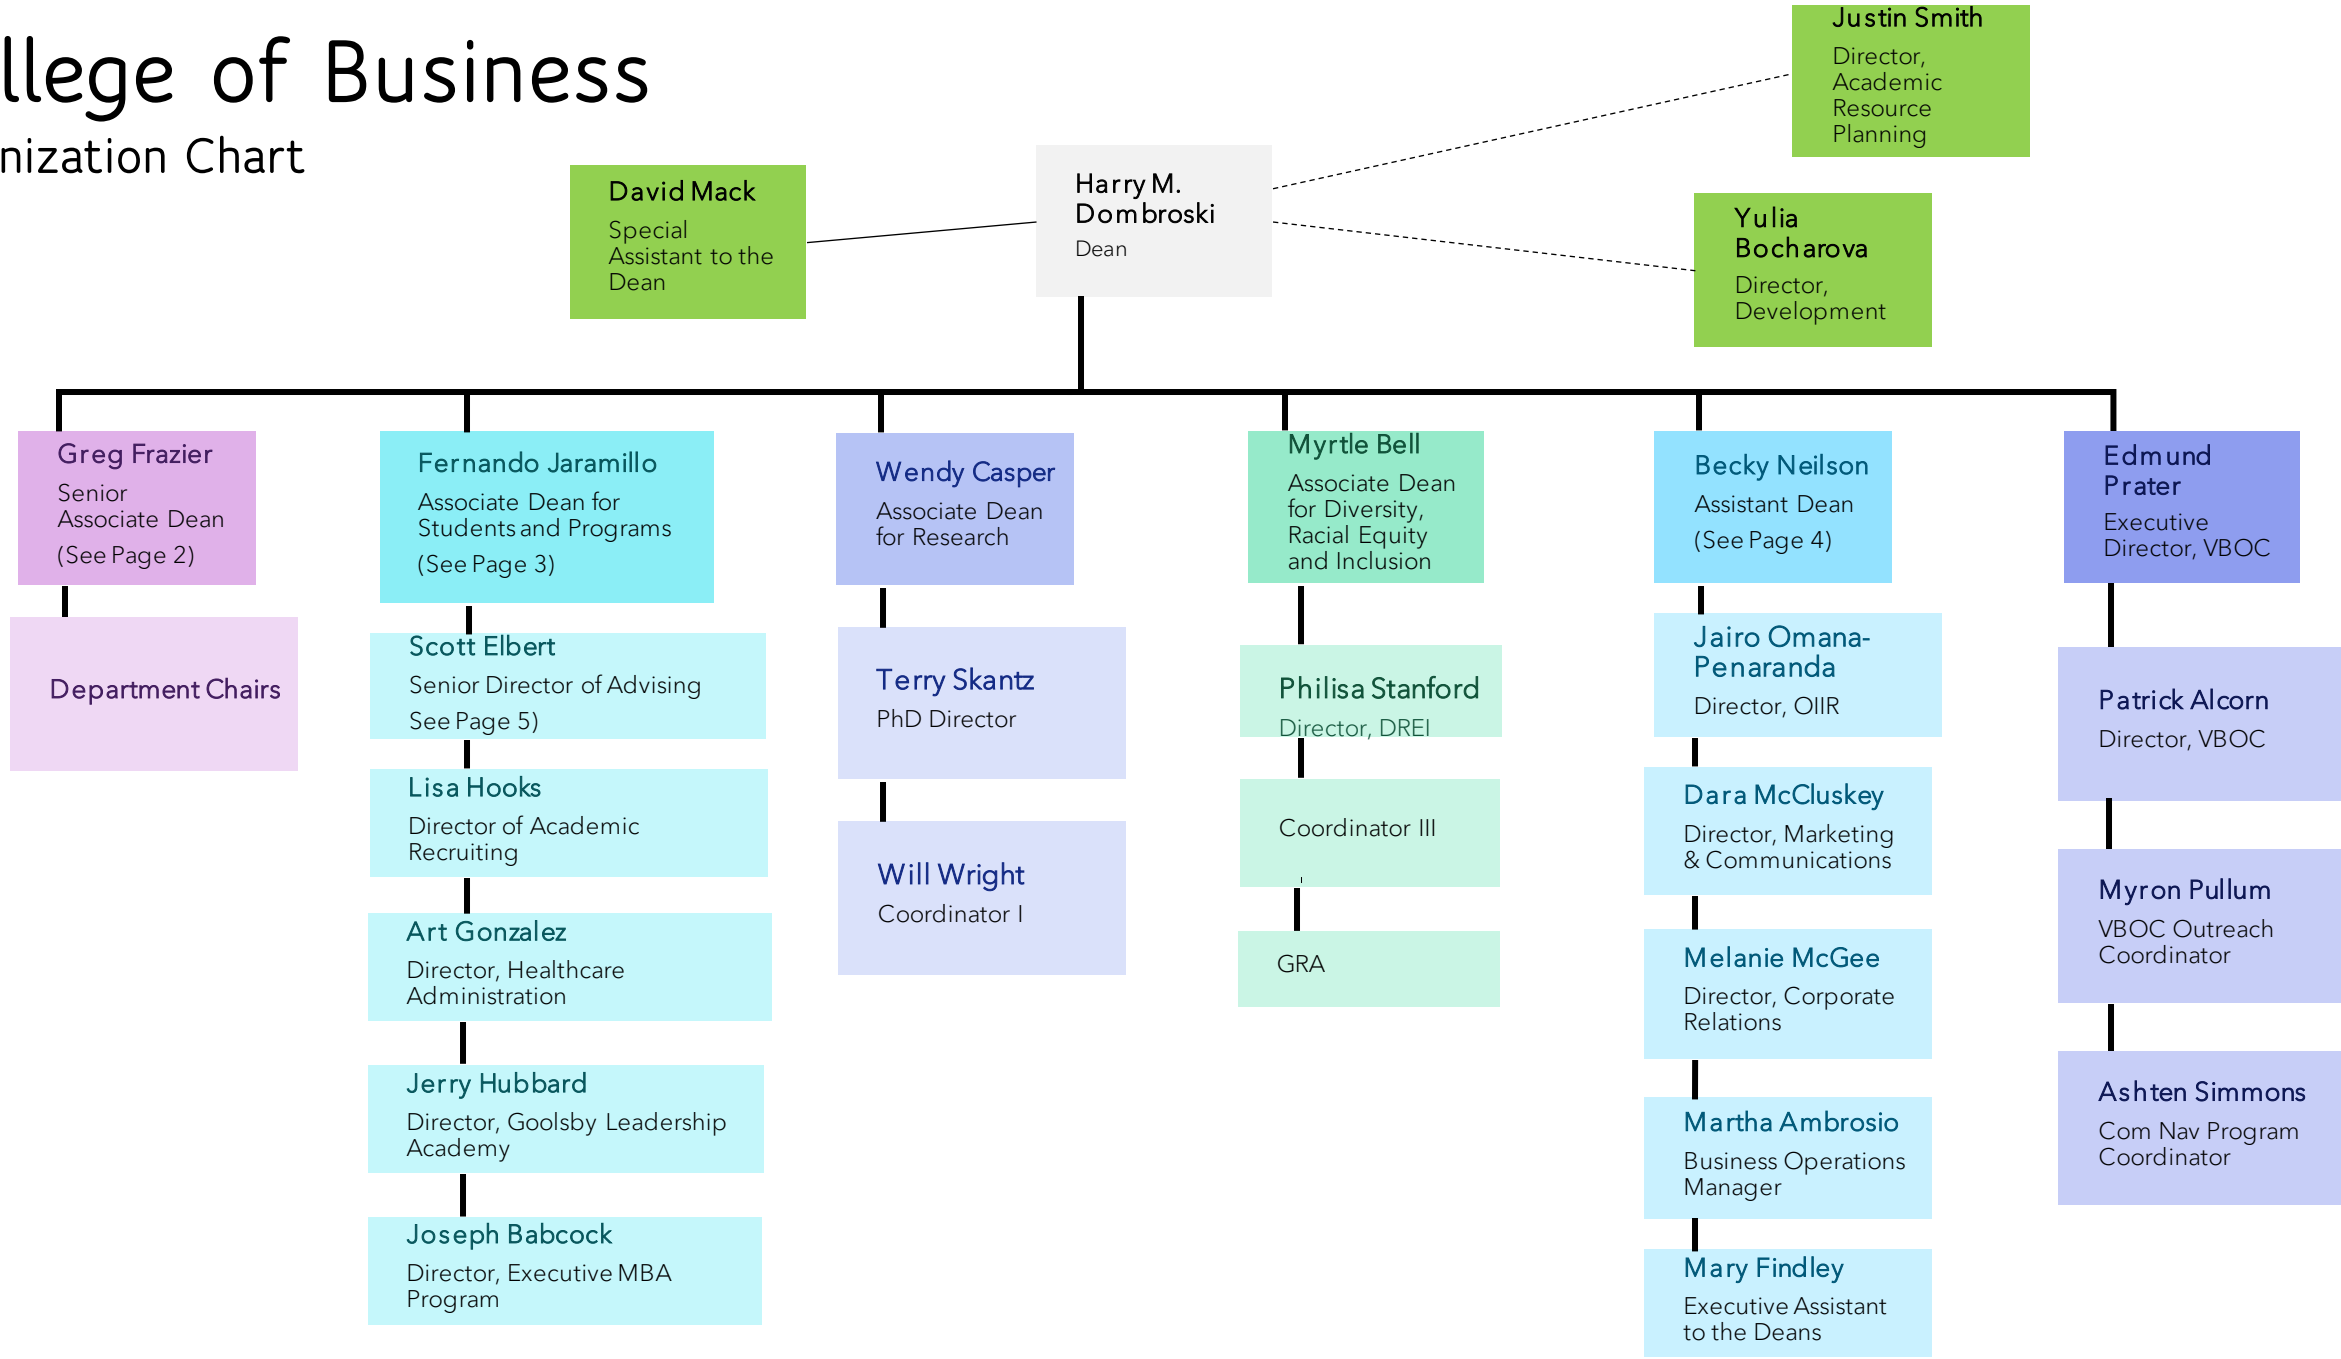 llege of Business
nization Chart
Justin Smith
Director,
Academic
Resource
Planning
David Mack
Special
Assistant to the
Dean
Harry M.
Dombroski
Dean
Yulia
Bocharova
Director,
Development
Greg Frazier
Senior
Associate Dean
(See Page 2)
Department Chairs
Fernando Jaramillo
Associate Dean for
Students and Programs
(See Page 3)
Scott Elbert
Senior Director of Advising
See Page 5)
Lisa Hooks
Director of Academic
Recruiting
Art Gonzalez
Director, Healthcare
Administration
Jerry Hubbard
Director, Goolsby Leadership
Academy
Joseph Babcock
Director, Executive MBA
Program
Wendy Casper
Associate Dean
for Research
Terry Skantz
PhD Director
Will Wright
Coordinator I
Myrtle Bell
Associate Dean
for Diversity,
Racial Equity
and Inclusion
Philisa Stanford
Director, DREI
Coordinator III
GRA
Becky Neilson
Assistant Dean
(See Page 4)
Jairo Omana-
Penaranda
Director, OIIR
Dara McCluskey
Director, Marketing
& Communications
Melanie McGee
Director, Corporate
Relations
Martha Ambrosio
Business Operations
Manager
Mary Findley
Executive Assistant
to the Deans
Edmund
Prater
Executive
Director, VBOC
Patrick Alcorn
Director, VBOC
Myron Pullum
VBOC Outreach
Coordinator
Ashten Simmons
Com Nav Program
Coordinator